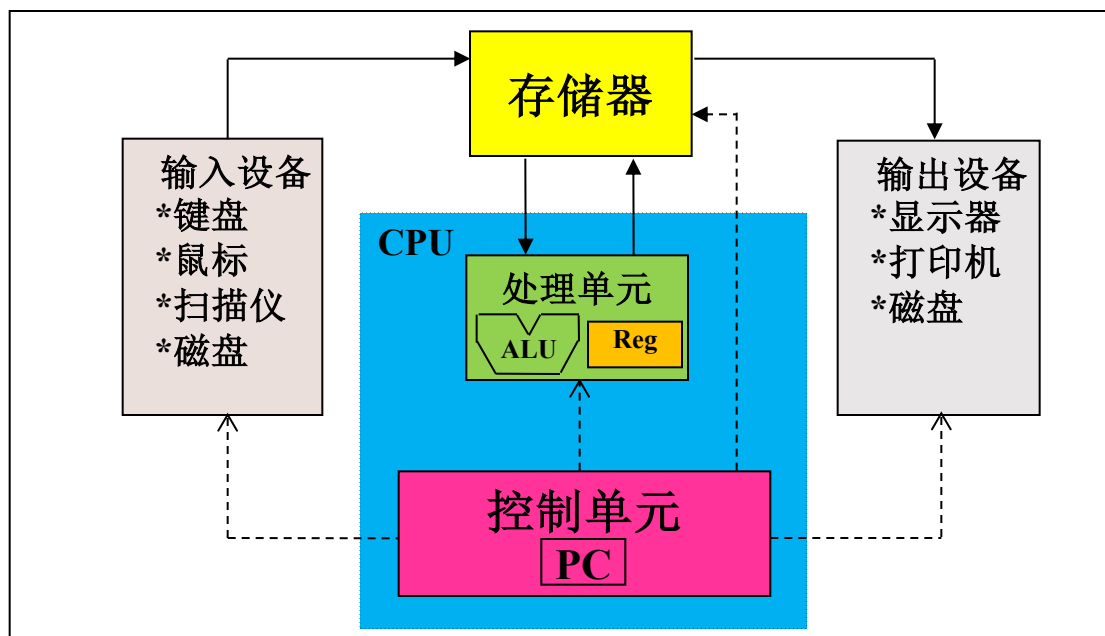 存储器
输入设备
*键盘
*鼠标
*扫描仪
*磁盘
CPU
处理单元
ALU
Reg
控制单元
PC
输出设备
*显示器
*打印机
*磁盘